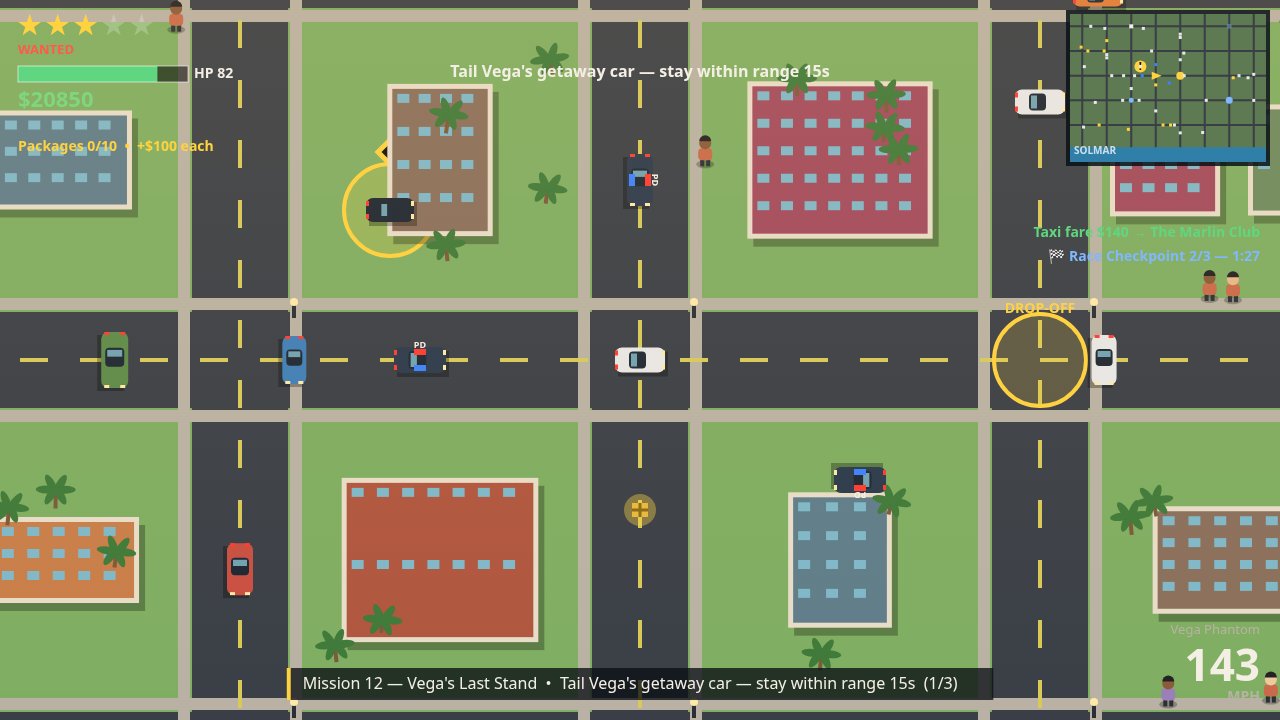 WANTED
HP 82
$20850
Packages 0/10 • +$100 each
Tail Vega's getaway car — stay within range 15s
SOLMAR
Taxi fare $140 → The Marlin Club
🏁 Race Checkpoint 2/3 — 1:27
DROP-OFF
PD
PD
PD
Vega Phantom
143
MPH
Mission 12 — Vega's Last Stand • Tail Vega's getaway car — stay within range 15s (1/3)